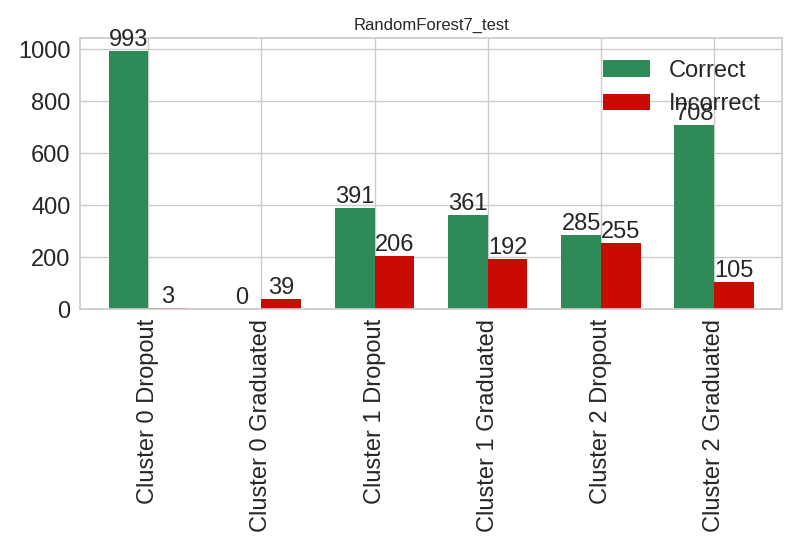 RandomForest7_test
1000
800
600
400
200
0
Correct
Incorrect
993
3
0
39
391
206
361
192
285
255
708
105
Cluster 0 Dropout
Cluster 0 Graduated
Cluster 1 Dropout
Cluster 1 Graduated
Cluster 2 Dropout
Cluster 2 Graduated